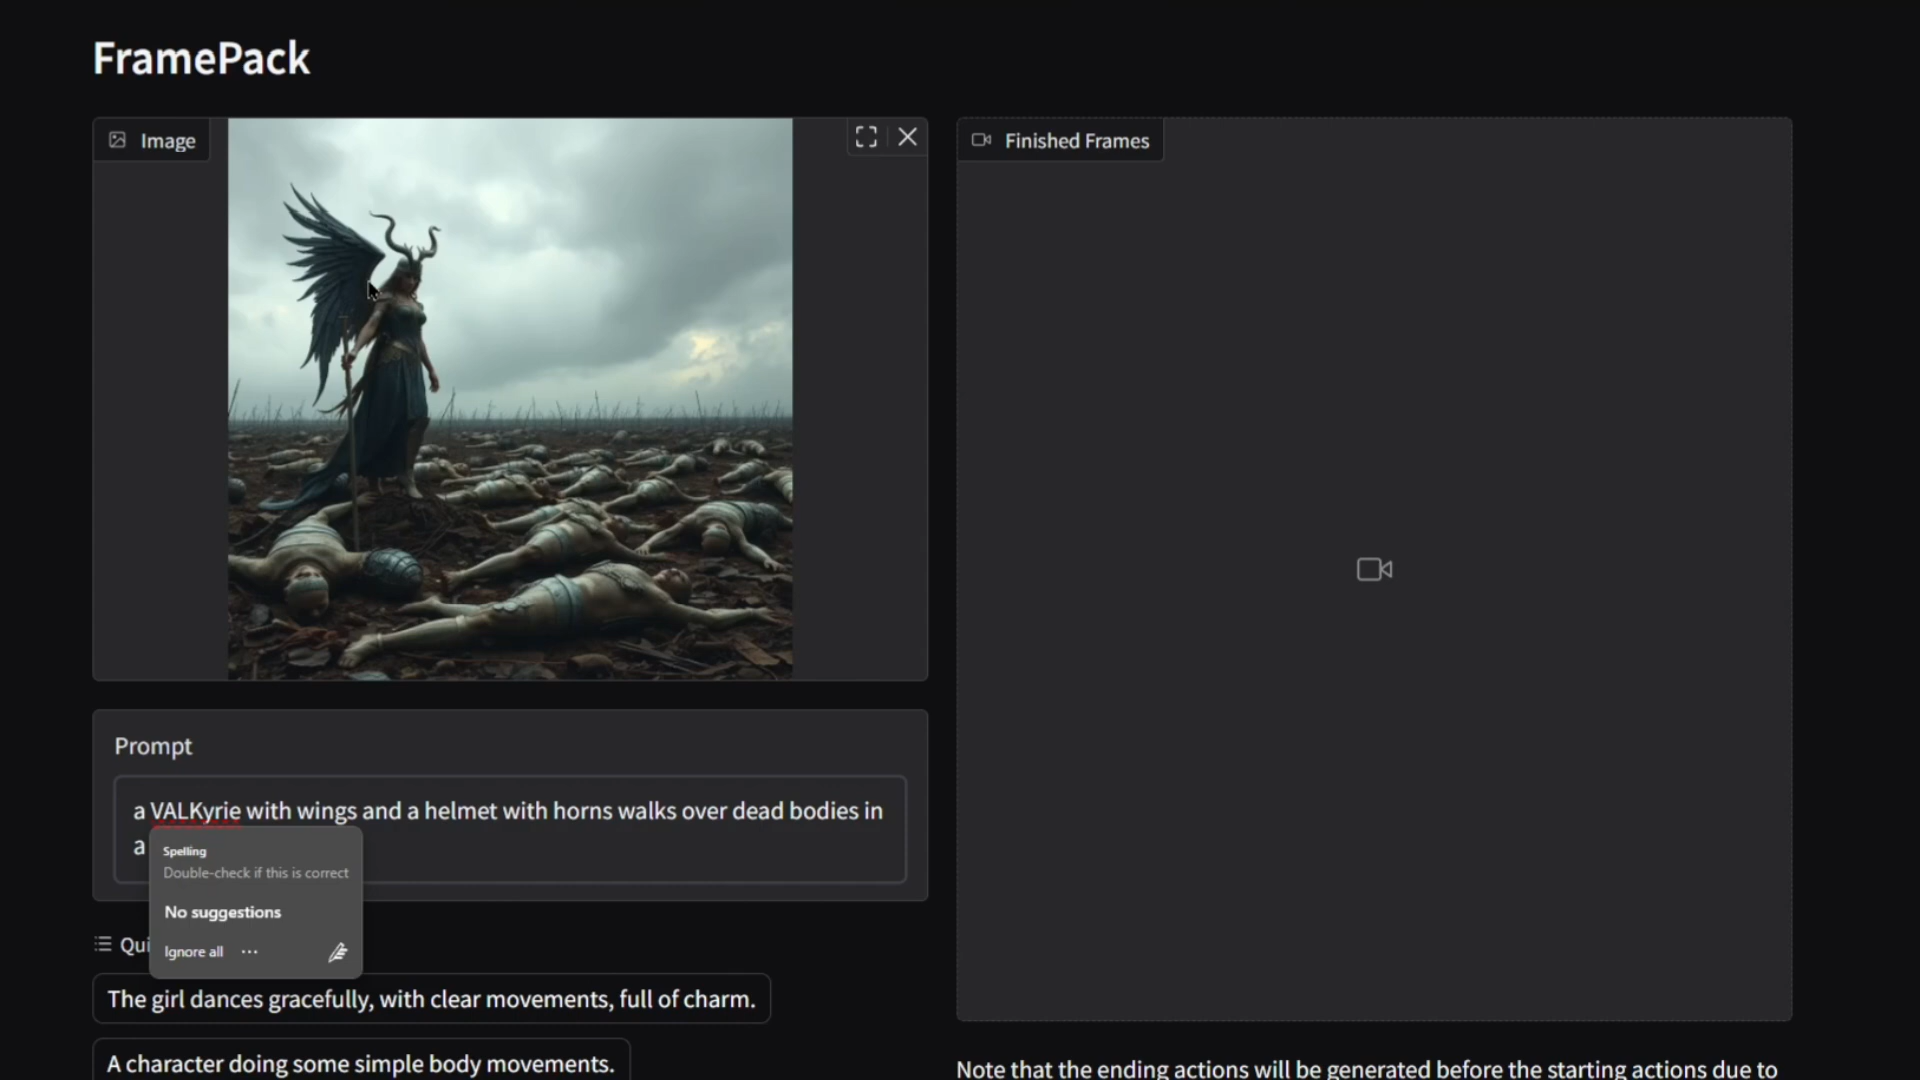 FramePack
Image
Finished Frames
Prompt
a VALKyrie with wings and a helmet with horns walks over dead bodies in
a
Spelling
Double-check if this is correct
No suggestions
Ignore all ...
Qui
The girl dances gracefully, with clear movements, full of charm.
A character doing some simple body movements.
Note that the ending actions will be generated before the starting actions due to